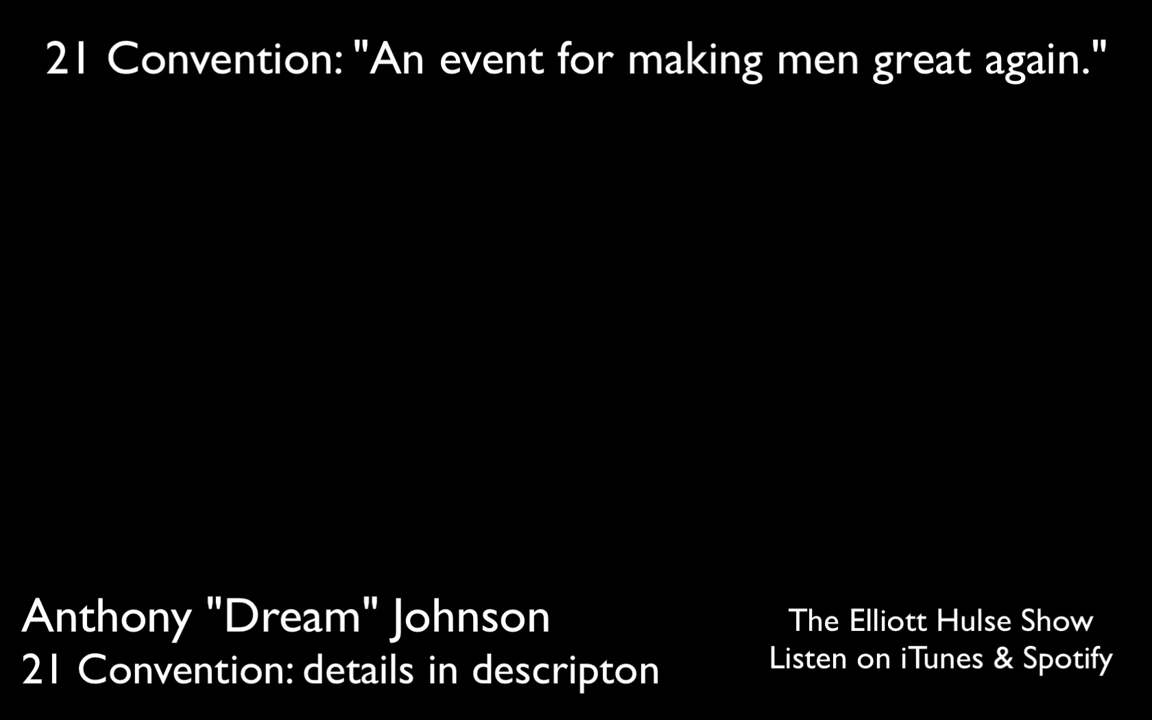 21 Convention: "An event for making men great again."
Anthony "Dream" Johnson
21 Convention: details in descripton
The Elliott Hulse Show
Listen on iTunes & Spotify